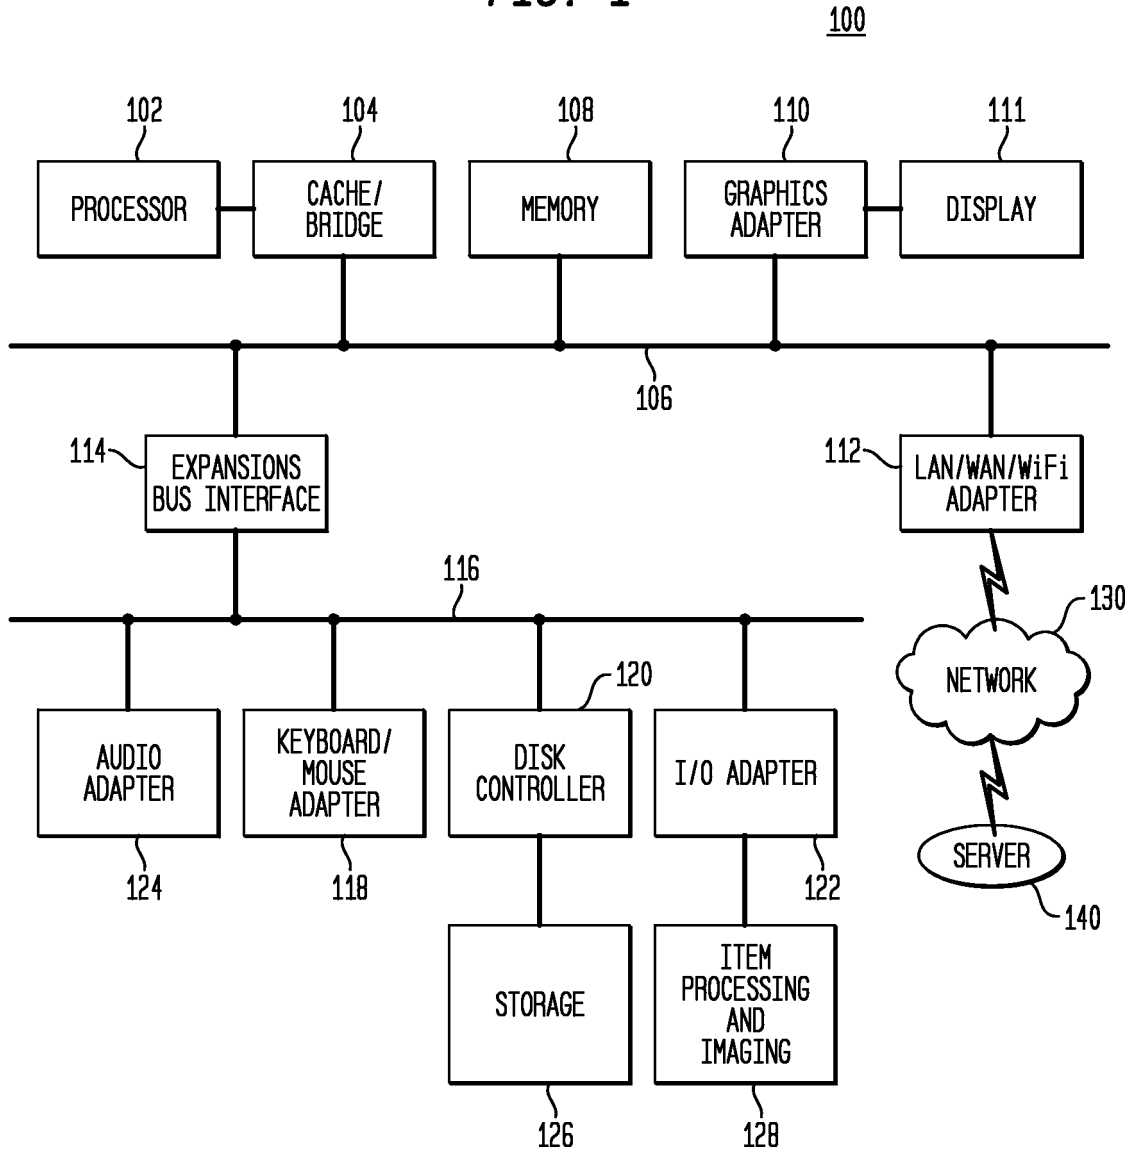 FIG. 1
100
102
104
108
110
111
PROCESSOR
CACHE/
BRIDGE
MEMORY
GRAPHICS
ADAPTER
DISPLAY
106
114
EXPANSIONS
BUS INTERFACE
112
LAN/WAN/WiFi
ADAPTER
116
130
NETWORK
120
AUDIO
ADAPTER
KEYBOARD/
MOUSE
ADAPTER
DISK
CONTROLLER
I/O ADAPTER
124
118
122
SERVER
140
STORAGE
ITEM
PROCESSING
AND
IMAGING
126
128